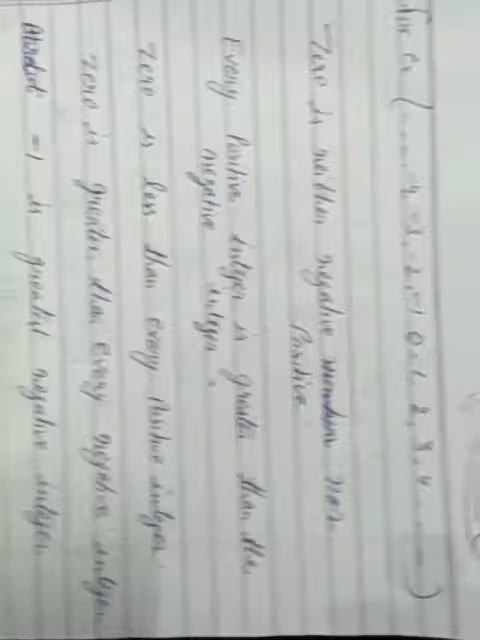 For ex (...., -4, -3, -2, -1, 0, 1, 2, 3, 4 ......)
Zero is neither negative nor
Positive
Every Positive integer is greater than the
negative integer.
Zero is less than every Positive integer.
Zero is greater than every negative integer
-1 is greatest negative integer.